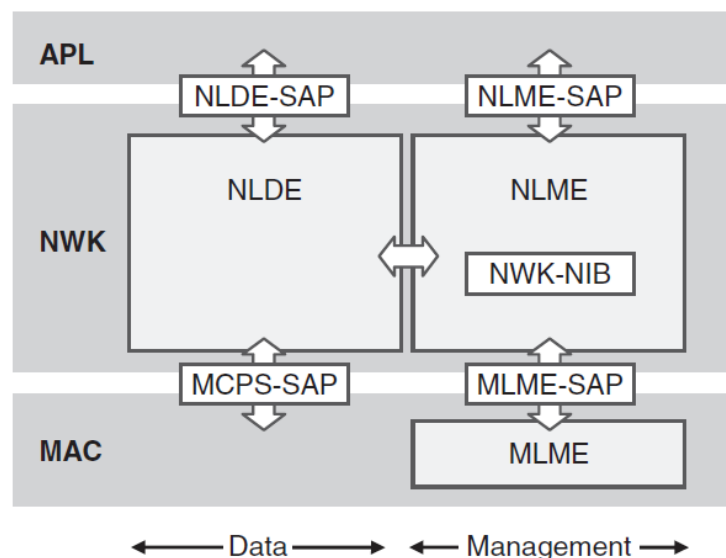 APL
NLDE-SAP NLME-SAP
NLDE NLME
NWK
NWK-NIB
MCPS-SAP MLME-SAP
MAC
MLME
Data Management